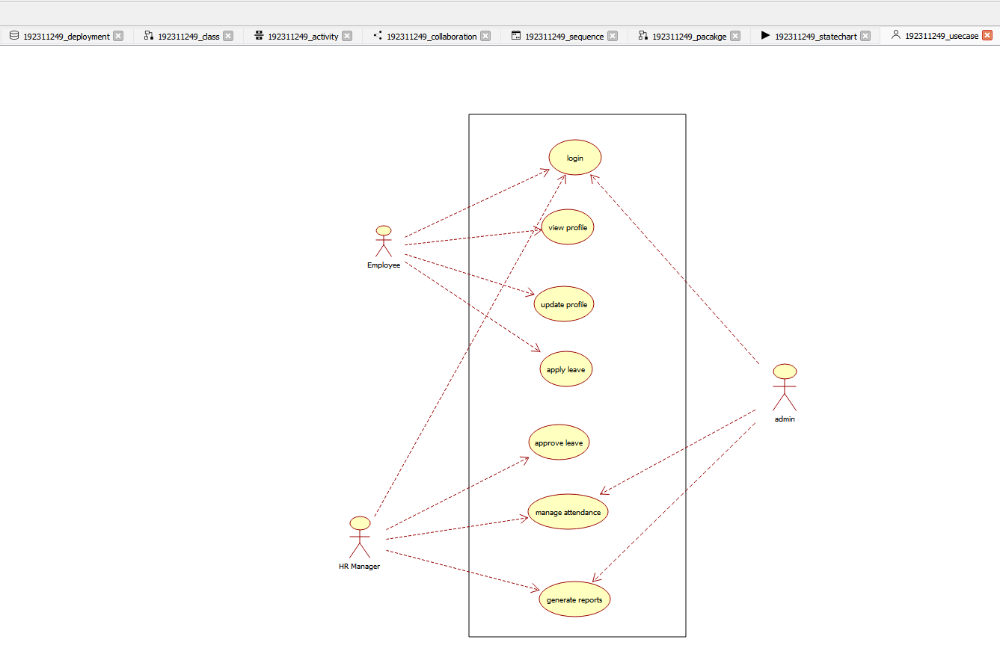 192311249_deployment
192311249_class
192311249_activity
192311249_collaboration
192311249_sequence
192311249_pacakge
192311249_statechart
192311249_usecase
login
view profile
Employee
update profile
apply leave
admin
approve leave
manage attendance
HR Manager
generate reports